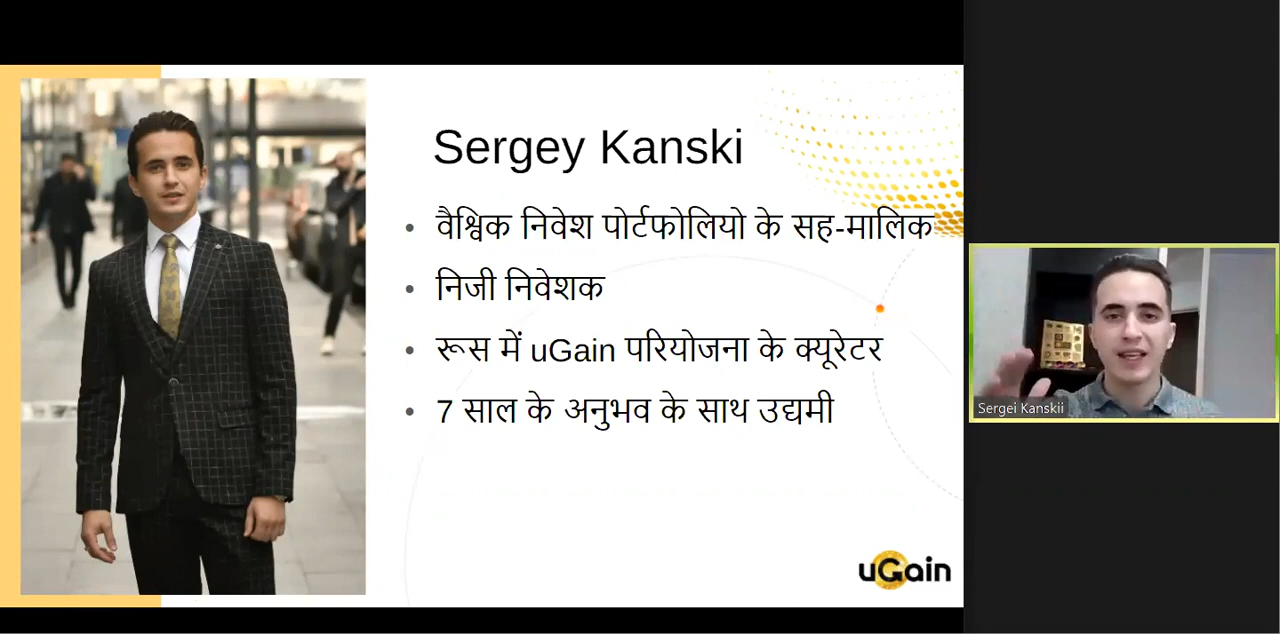 Sergey Kanski
• वैश्विक निवेश पोर्टफोलियो के सह-मालिक
• निजी निवेशक
• रूस में uGain परियोजना के क्यूरेटर
• 7 साल के अनुभव के साथ उद्यमी
uGain
Sergei Kanskii